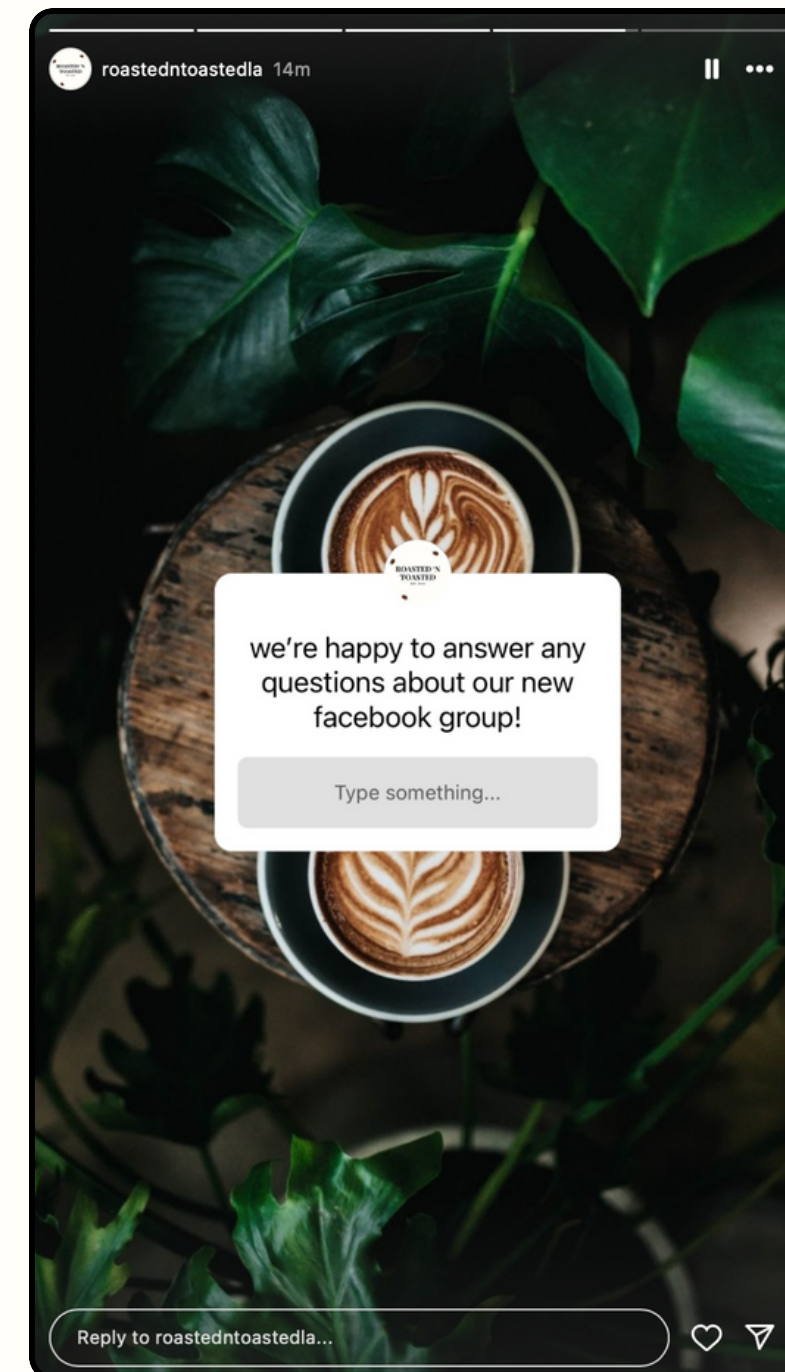 roastedntoastedla 14m
ROASTED 'N
TOASTED
we're happy to answer any
questions about our new
facebook group!
Type something...
Reply to roastedntoastedla...